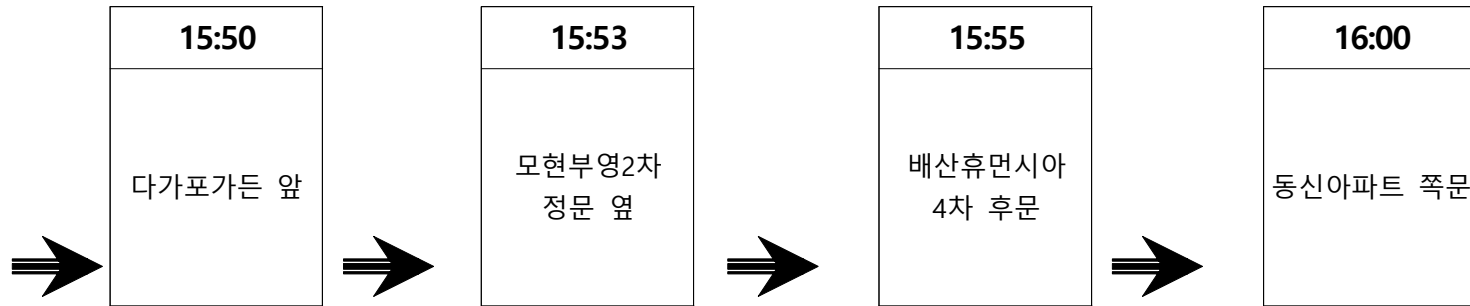 15:50
다가포가든 앞
15:53
모현부영2차
정문 옆
15:55
배산휴먼시아
4차 후문
16:00
동신아파트 쪽문